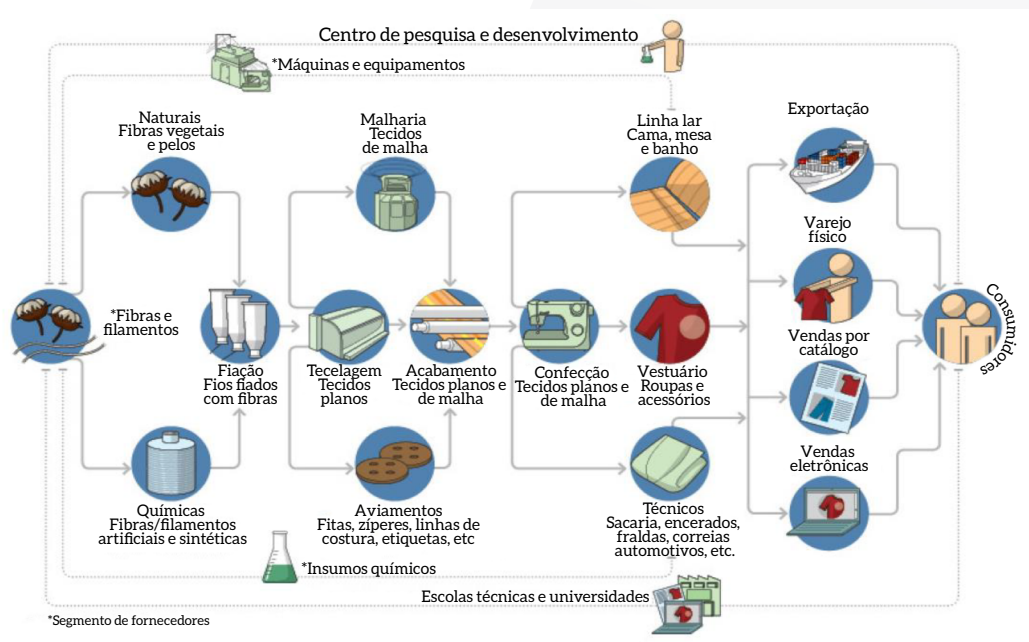 Centro de pesquisa e desenvolvimento
*Máquinas e equipamentos
Naturais
Fibras vegetais
e pelos
Malharia
Tecidos
de malha
Linha lar
Cama, mesa
e banho
Exportação
Varejo
físico
*Fibras e
filamentos
Fiação
Fios fiados
com fibras
Tecelagem
Tecidos
planos
Acabamento
Tecidos planos e
de malha
Confecção
Tecidos planos e
de malha
Vestuário
Roupas e
acessórios
Vendas por
catálogo
Consumidores
Vendas
eletrônicas
Químicas
Fibras/filamentos
artificiais e sintéticas
Aviamentos
Fitas, zíperes, linhas de
costura, etiquetas, etc
Técnicos
Sacaria, encerados,
fraldas, correias
automotivos, etc.
*Insumos químicos
Escolas técnicas e universidades
*Segmento de fornecedores